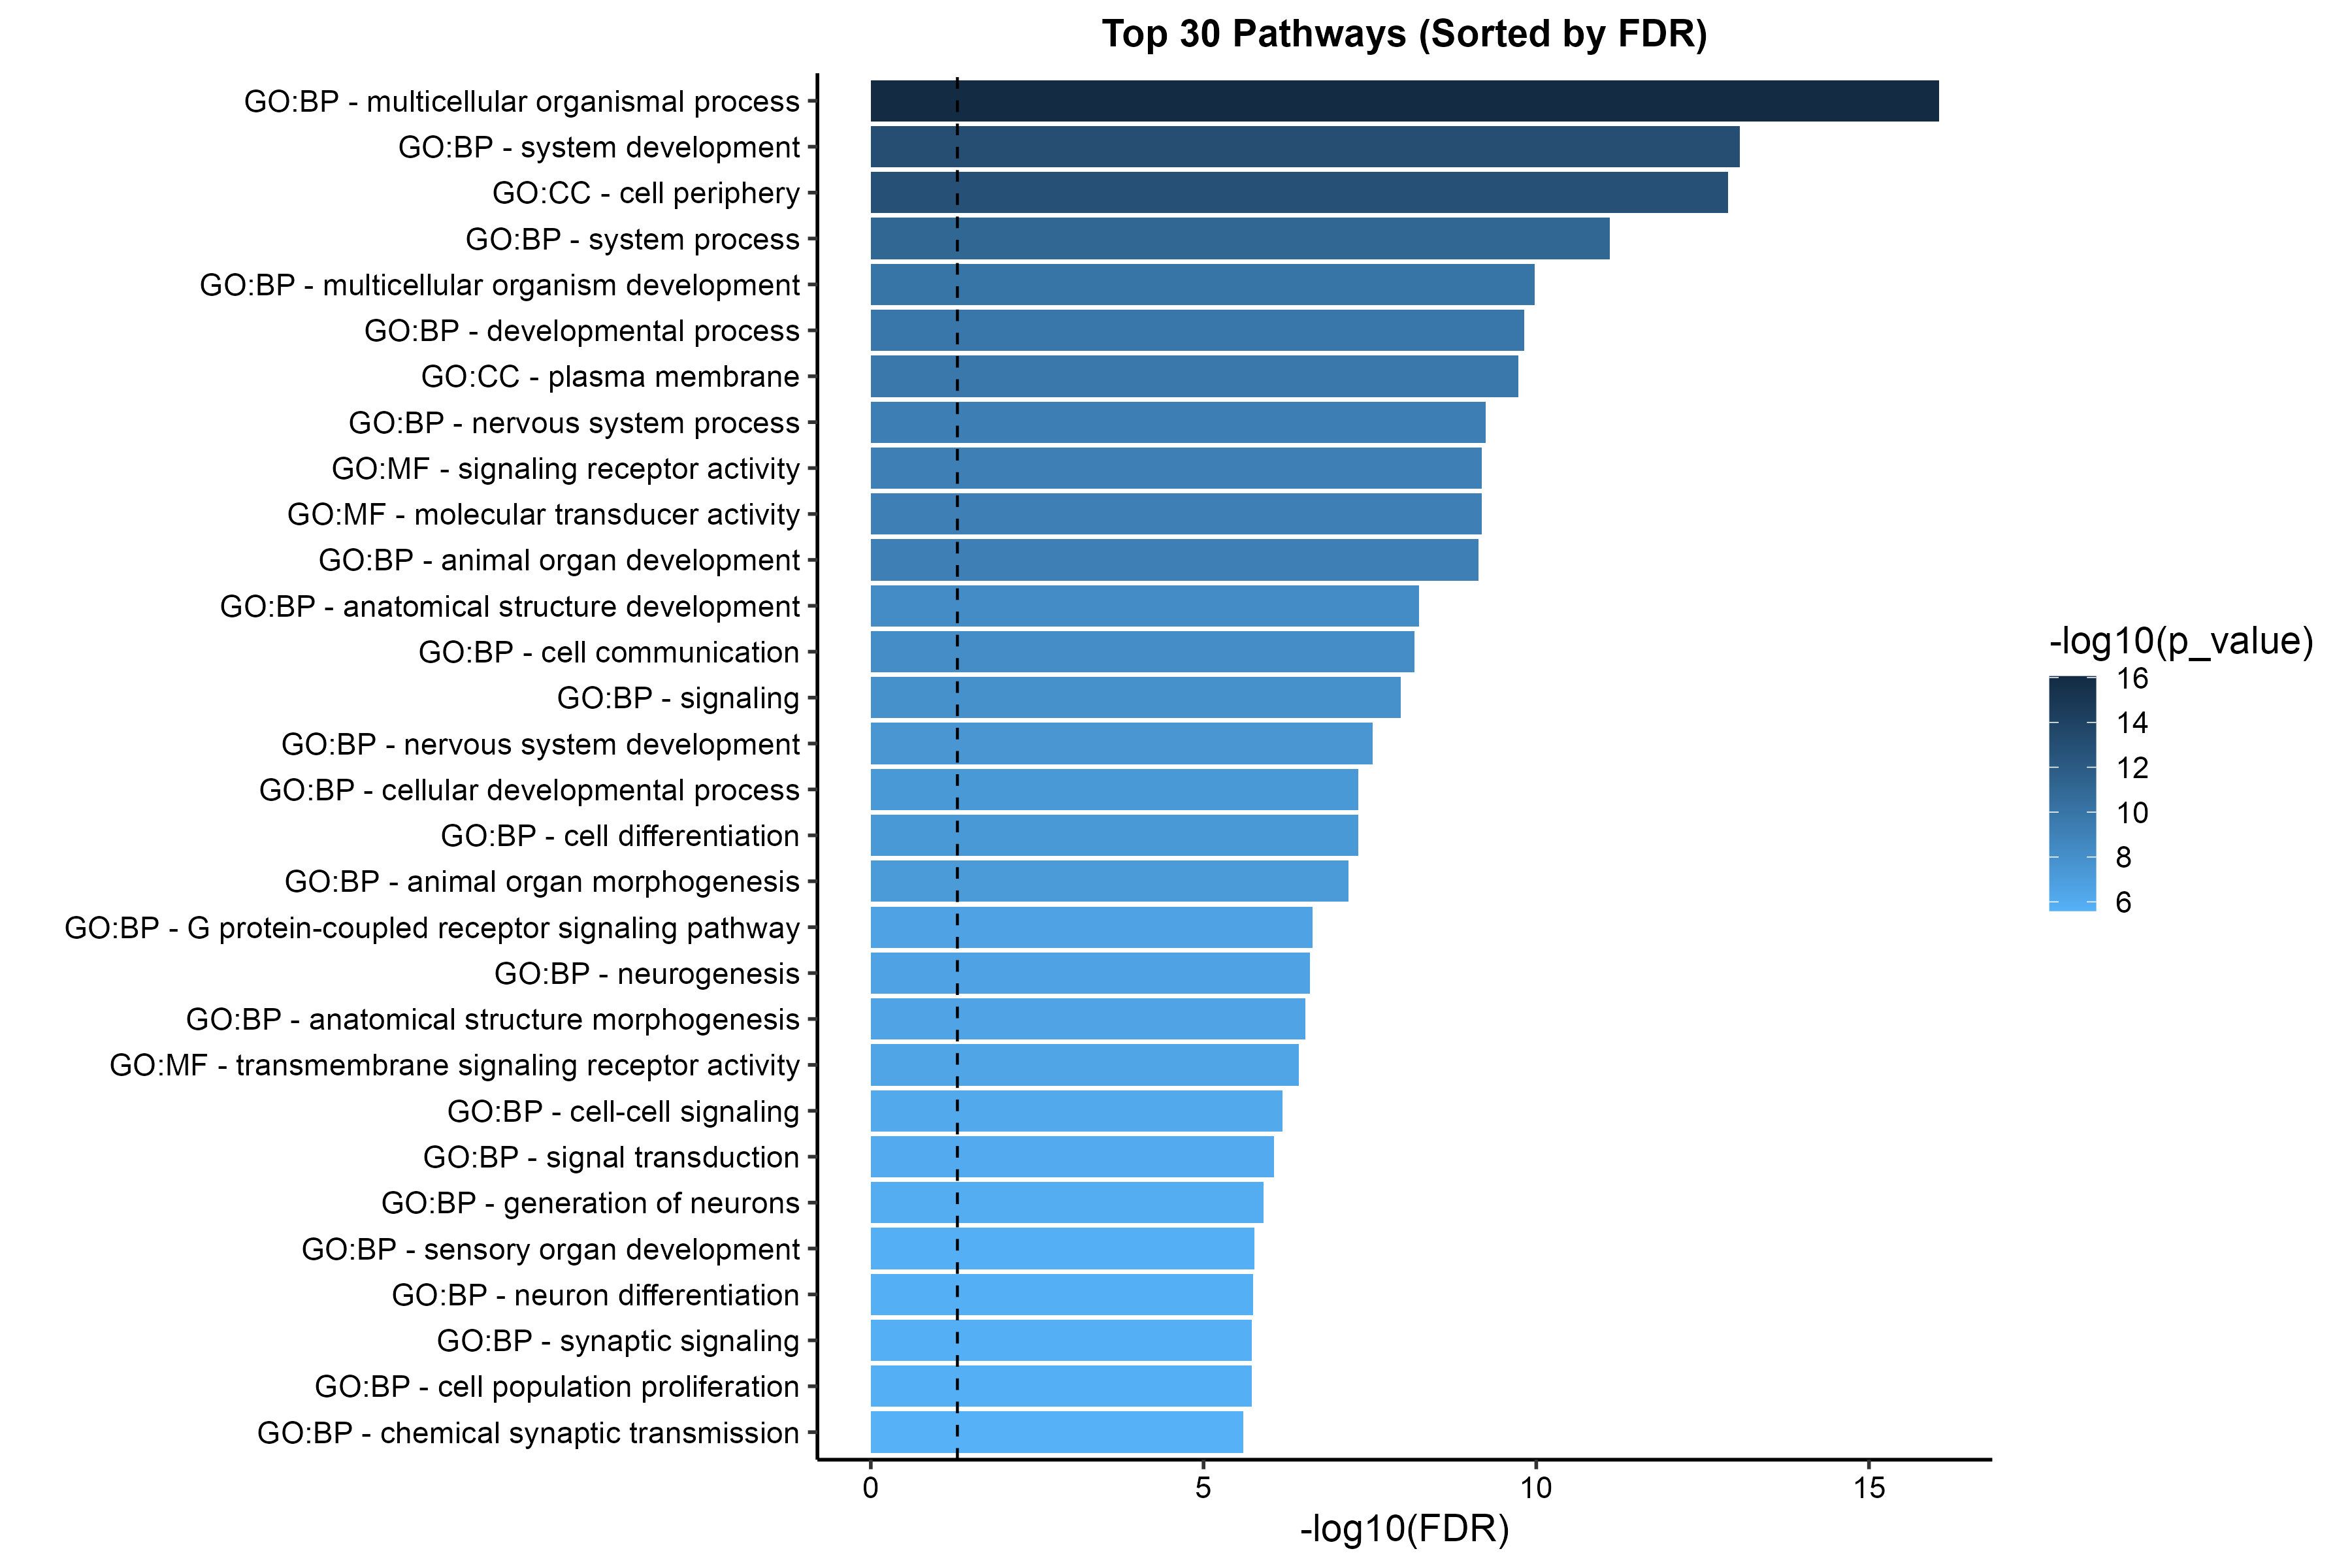 Top 30 Pathways (Sorted by FDR)
GO:BP - multicellular organismal process
GO:BP - system development
GO:CC - cell periphery
GO:BP - system process
GO:BP - multicellular organism development
GO:BP - developmental process
GO:CC - plasma membrane
GO:BP - nervous system process
GO:MF - signaling receptor activity
GO:MF - molecular transducer activity
GO:BP - animal organ development
GO:BP - anatomical structure development
GO:BP - cell communication
GO:BP - signaling
GO:BP - nervous system development
GO:BP - cellular developmental process
GO:BP - cell differentiation
GO:BP - animal organ morphogenesis
GO:BP - G protein-coupled receptor signaling pathway
GO:BP - neurogenesis
GO:BP - anatomical structure morphogenesis
GO:MF - transmembrane signaling receptor activity
GO:BP - cell-cell signaling
GO:BP - signal transduction
GO:BP - generation of neurons
GO:BP - sensory organ development
GO:BP - neuron differentiation
GO:BP - synaptic signaling
GO:BP - cell population proliferation
GO:BP - chemical synaptic transmission
0 5 10 15
-log10(FDR)
-log10(p_value)
16
14
12
10
8
6